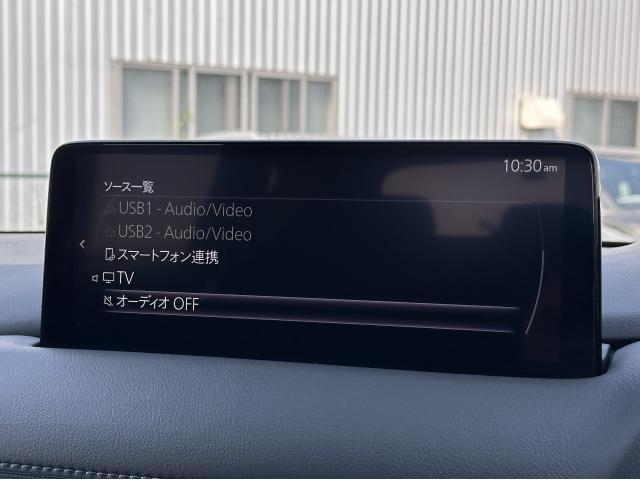 10:30 am
ソース一覧
USB1 - Audio/Video
USB2 - Audio/Video
スマートフォン連携
TV
オーディオ OFF